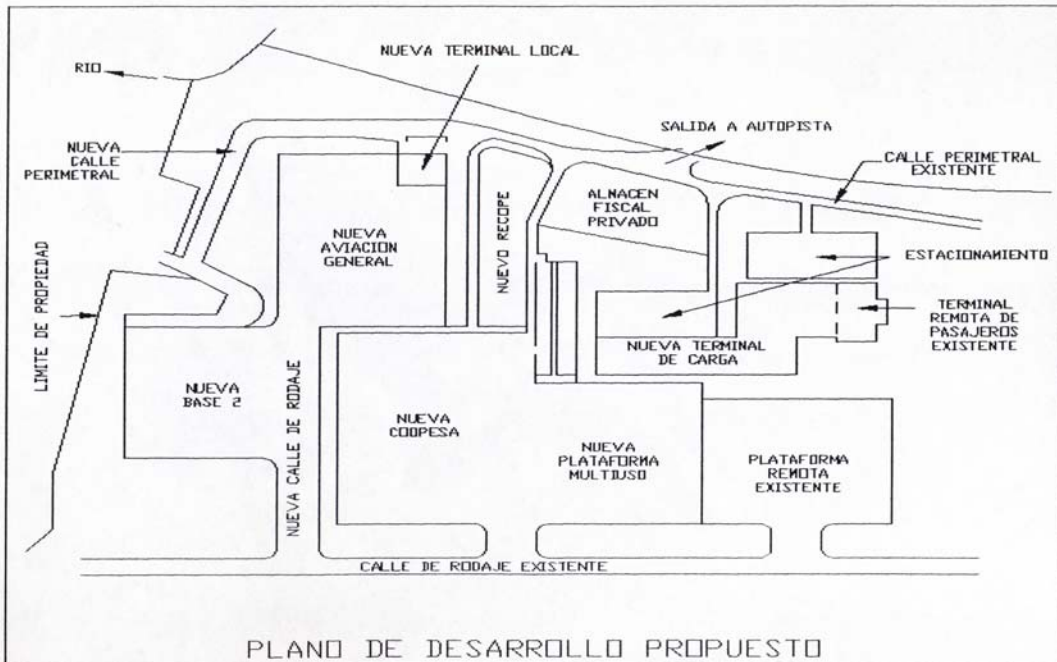 NUEVA TERMINAL LOCAL
RIO
SALIDA A AUTOPISTA
NUEVA
CALLE
PERIMETRAL
CALLE PERIMETRAL
EXISTENTE
ALMACEN
FISCAL
PRIVADO
NUEVO RECOPE
NUEVA
AVIACION
GENERAL
ESTACIONAMIENTO
LIMITE DE PROPIEDAD
TERMINAL
REMOTA DE
PASAJEROS
EXISTENTE
NUEVA TERMINAL
DE CARGA
NUEVA
BASE 2
NUEVA CALLE DE RODAJE
NUEVA
COOPESA
NUEVA
PLATAFORMA
MULTIUSO
PLATAFORMA
REMOTA
EXISTENTE
CALLE DE RODAJE EXISTENTE
PLANO DE DESARROLLO PROPUESTO